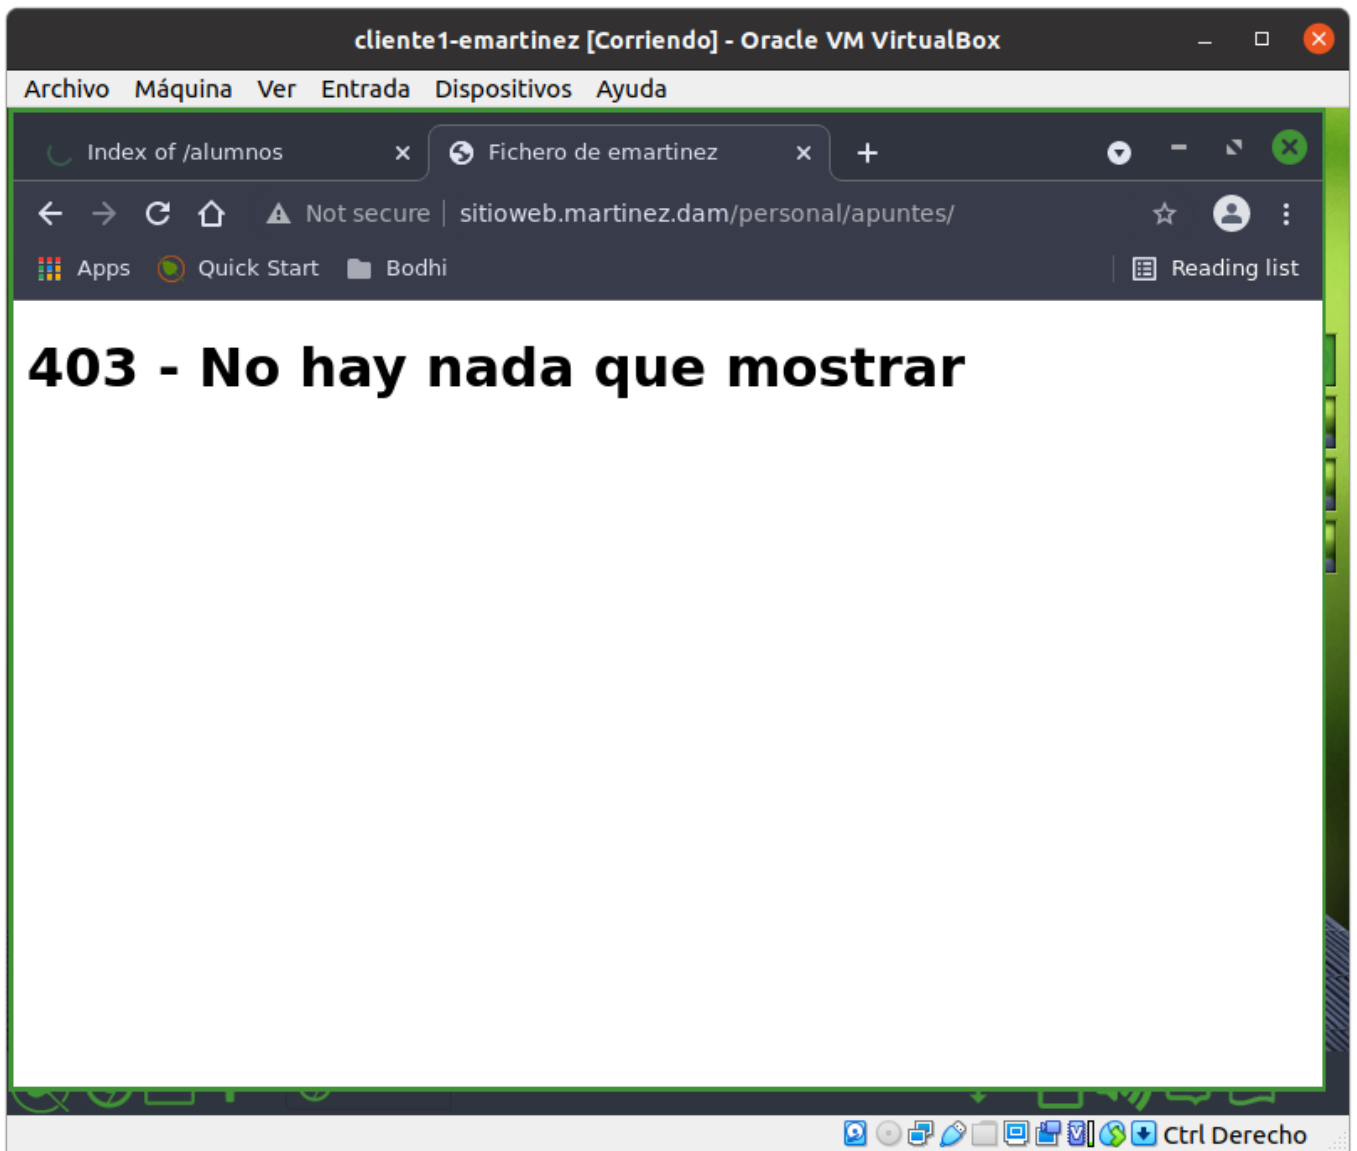 cliente1-emartinez [Corriendo] - Oracle VM VirtualBox
Archivo Máquina Ver Entrada Dispositivos Ayuda
Index of /alumnos Fichero de emartinez
Not secure sitioweb.martinez.dam/personal/apuntes/
Apps Quick Start Bodhi Reading list
403 - No hay nada que mostrar
Ctrl Derecho